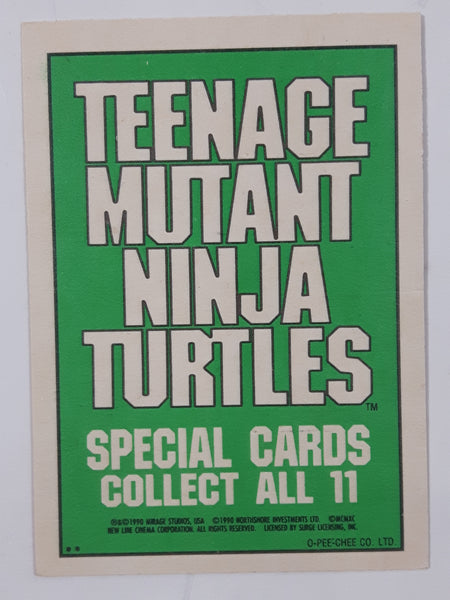 TEENAGE
MUTANT
NINJA
TURTLES
TM
SPECIAL CARDS
COLLECT ALL 11
®&©1990 MIRAGE STUDIOS, USA ©1990 NORTHSHORE INVESTMENTS LTD. ©MCMXC
NEW LINE CINEMA CORPORATION. ALL RIGHTS RESERVED. LICENSED BY SURGE LICENSING, INC.
**
O-PEE-CHEE CO. LTD.